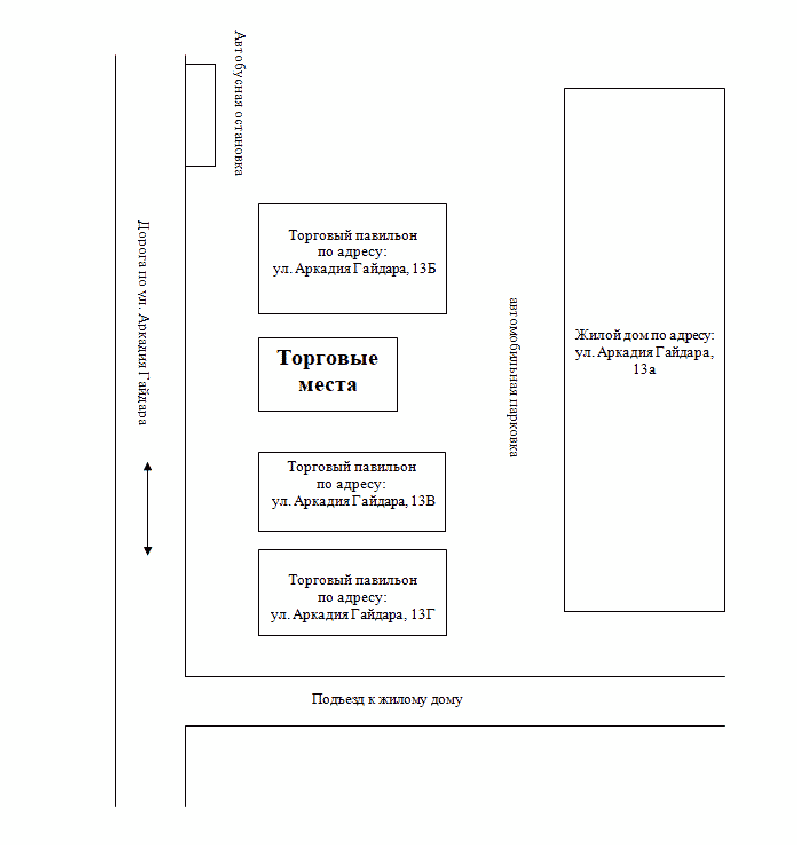 Автобусная остановка
Дорога по ул. Аркадия Гайдара
Торговый павильон
по адресу:
ул. Аркадия Гайдара, 13Б
автомобильная парковка
Жилой дом по адресу:
ул. Аркадия Гайдара,
13а
Торговые
места
Торговый павильон
по адресу:
ул. Аркадия Гайдара, 13В
Торговый павильон
по адресу:
ул. Аркадия Гайдара, 13Г
Подъезд к жилому дому